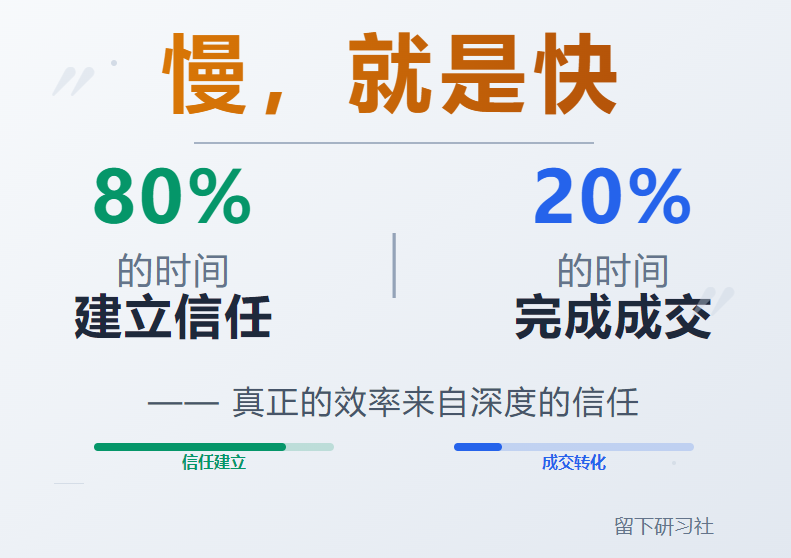 慢，就是快
80%
的时间
建立信任
20%
的时间
完成成交
—— 真正的效率来自深度的信任
信任建立
成交转化
留下研习社